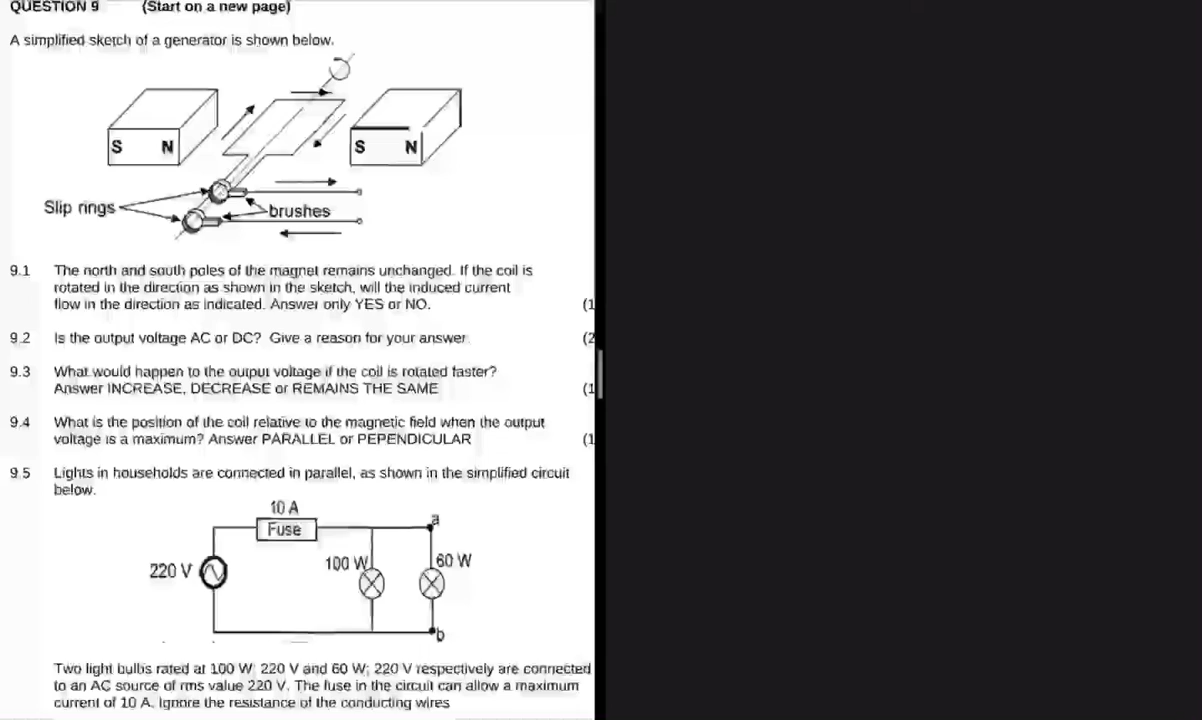 QUESTION 9 (Start on a new page)
A simplified sketch of a generator is shown below.
S N
S N
Slip rings
brushes
9.1 The north and south poles of the magnet remains unchanged. If the coil is
rotated in the direction as shown in the sketch, will the induced current
flow in the direction as indicated. Answer only YES or NO. (1
9.2 Is the output voltage AC or DC? Give a reason for your answer. (2
9.3 What would happen to the output voltage if the coil is rotated faster?
Answer INCREASE, DECREASE or REMAINS THE SAME (1
9.4 What is the position of the coil relative to the magnetic field when the output
voltage is a maximum? Answer PARALLEL or PEPENDICULAR (1
9.5 Lights in households are connected in parallel, as shown in the simplified circuit
below.
10 A
Fuse
a
220 V
100 W
60 W
b
Two light bulbs rated at 100 W; 220 V and 60 W; 220 V respectively are connected
to an AC source of rms value 220 V. The fuse in the circuit can allow a maximum
current of 10 A. Ignore the resistance of the conducting wires